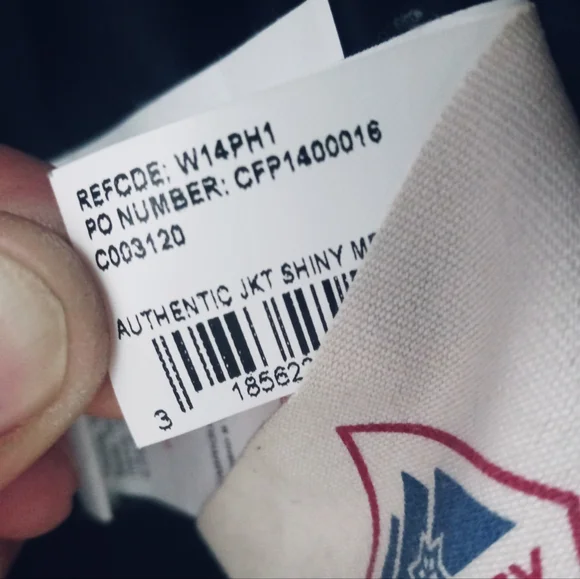 REFCDE: W14PH1
PO NUMBER: CFP1400016
C003120
AUTHENTIC JKT SHINY
3 18562